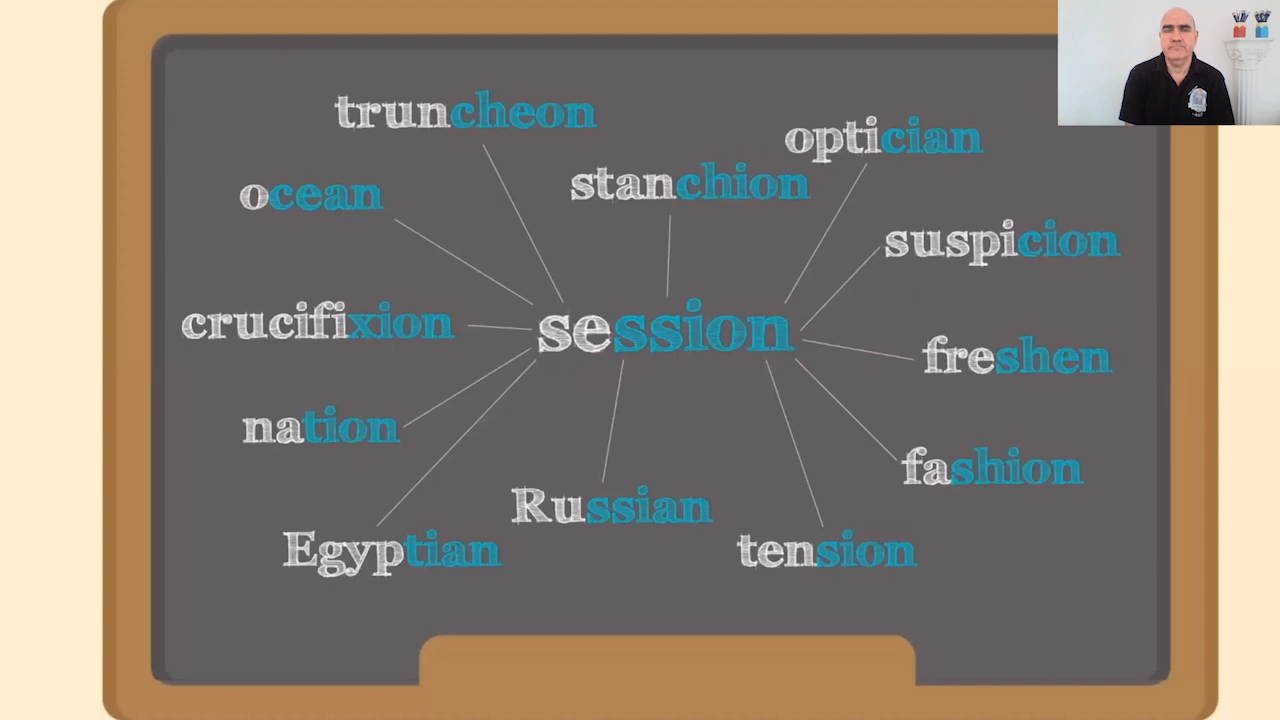 truncheon
optician
stanchion
ocean
suspicion
crucifixion
session
freshen
nation
fashion
Russian
Egyptian
tension